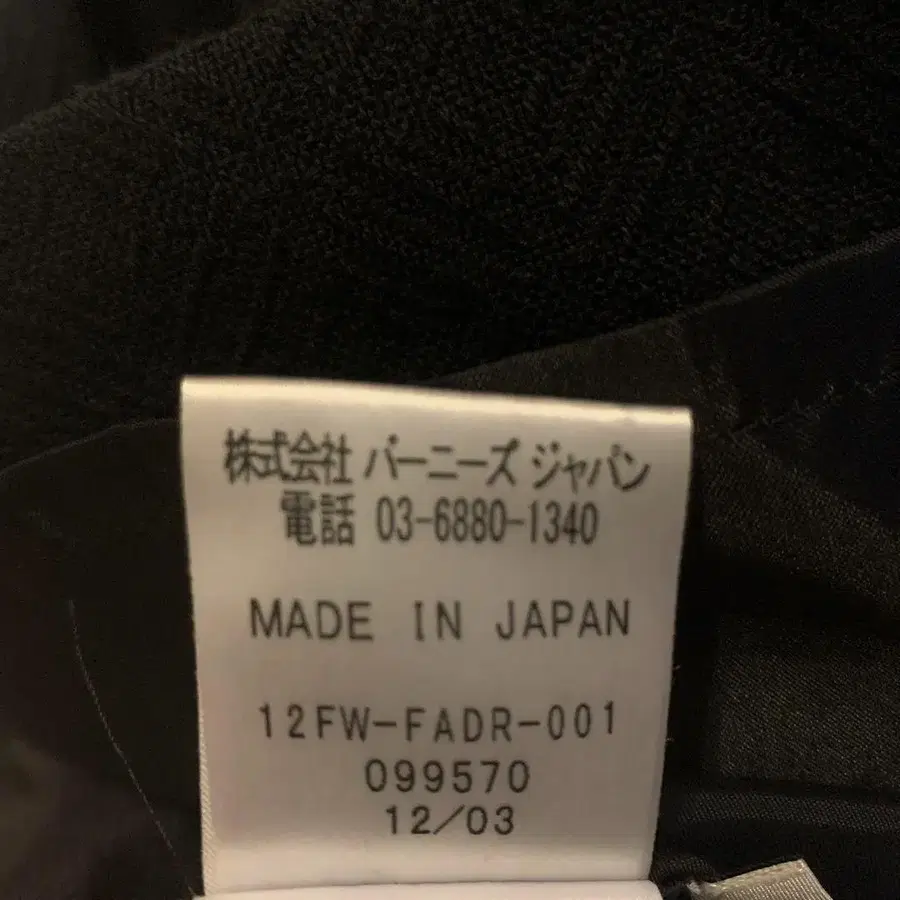 株式会社 バーニーズ ジャパン
電話 03-6880-1340
MADE IN JAPAN
12FW-FADR-001
099570
12/03